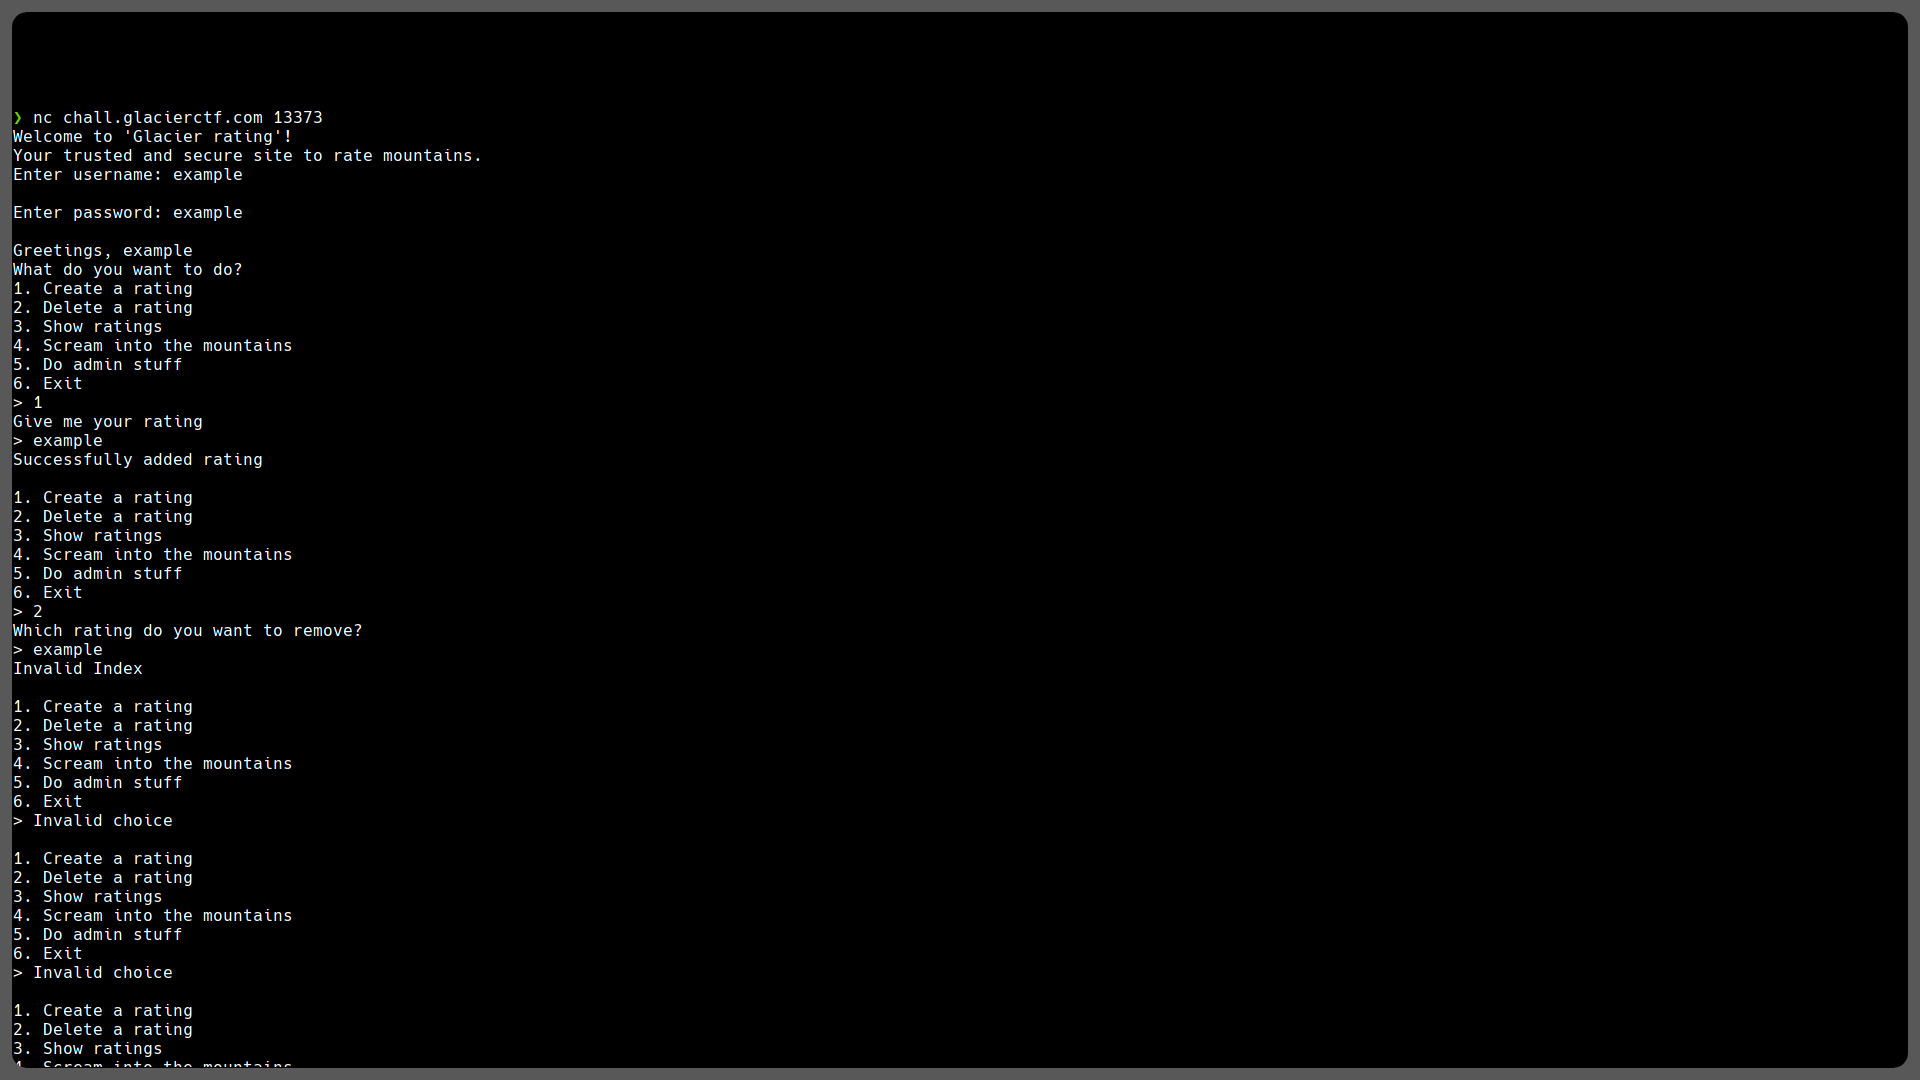 ❯ nc chall.glacierctf.com 13373
Welcome to 'Glacier rating'!
Your trusted and secure site to rate mountains.
Enter username: example
Enter password: example
Greetings, example
What do you want to do?
1. Create a rating
2. Delete a rating
3. Show ratings
4. Scream into the mountains
5. Do admin stuff
6. Exit
> 1
Give me your rating
> example
Successfully added rating
1. Create a rating
2. Delete a rating
3. Show ratings
4. Scream into the mountains
5. Do admin stuff
6. Exit
> 2
Which rating do you want to remove?
> example
Invalid Index
1. Create a rating
2. Delete a rating
3. Show ratings
4. Scream into the mountains
5. Do admin stuff
6. Exit
> Invalid choice
1. Create a rating
2. Delete a rating
3. Show ratings
4. Scream into the mountains
5. Do admin stuff
6. Exit
> Invalid choice
1. Create a rating
2. Delete a rating
3. Show ratings
4. Scream into the mountains